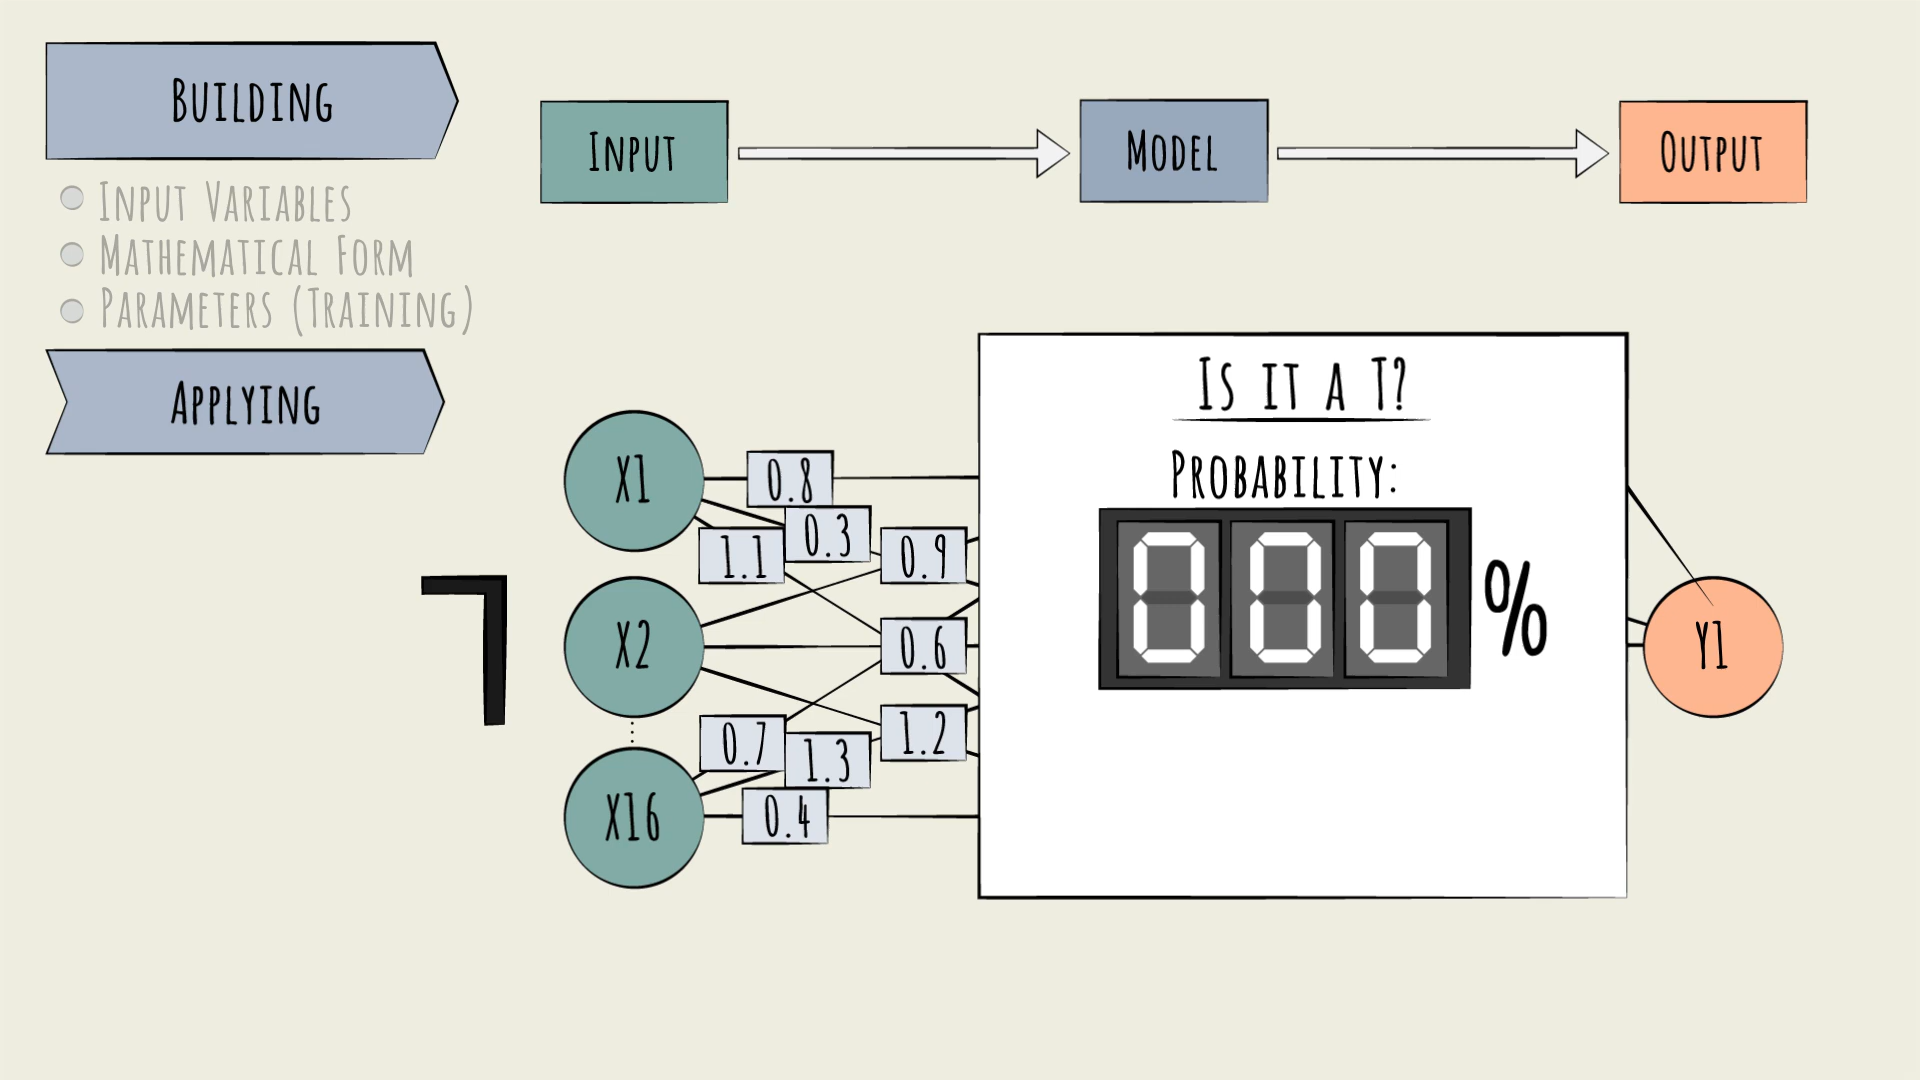 Building
Input Variables
Mathematical Form
Parameters (Training)
Applying
Input
Model
Output
X1
X2
X16
0.8
0.3
1.1
0.9
0.6
1.2
0.7
1.3
0.4
Is it a T?
Probability:
000 %
Y1